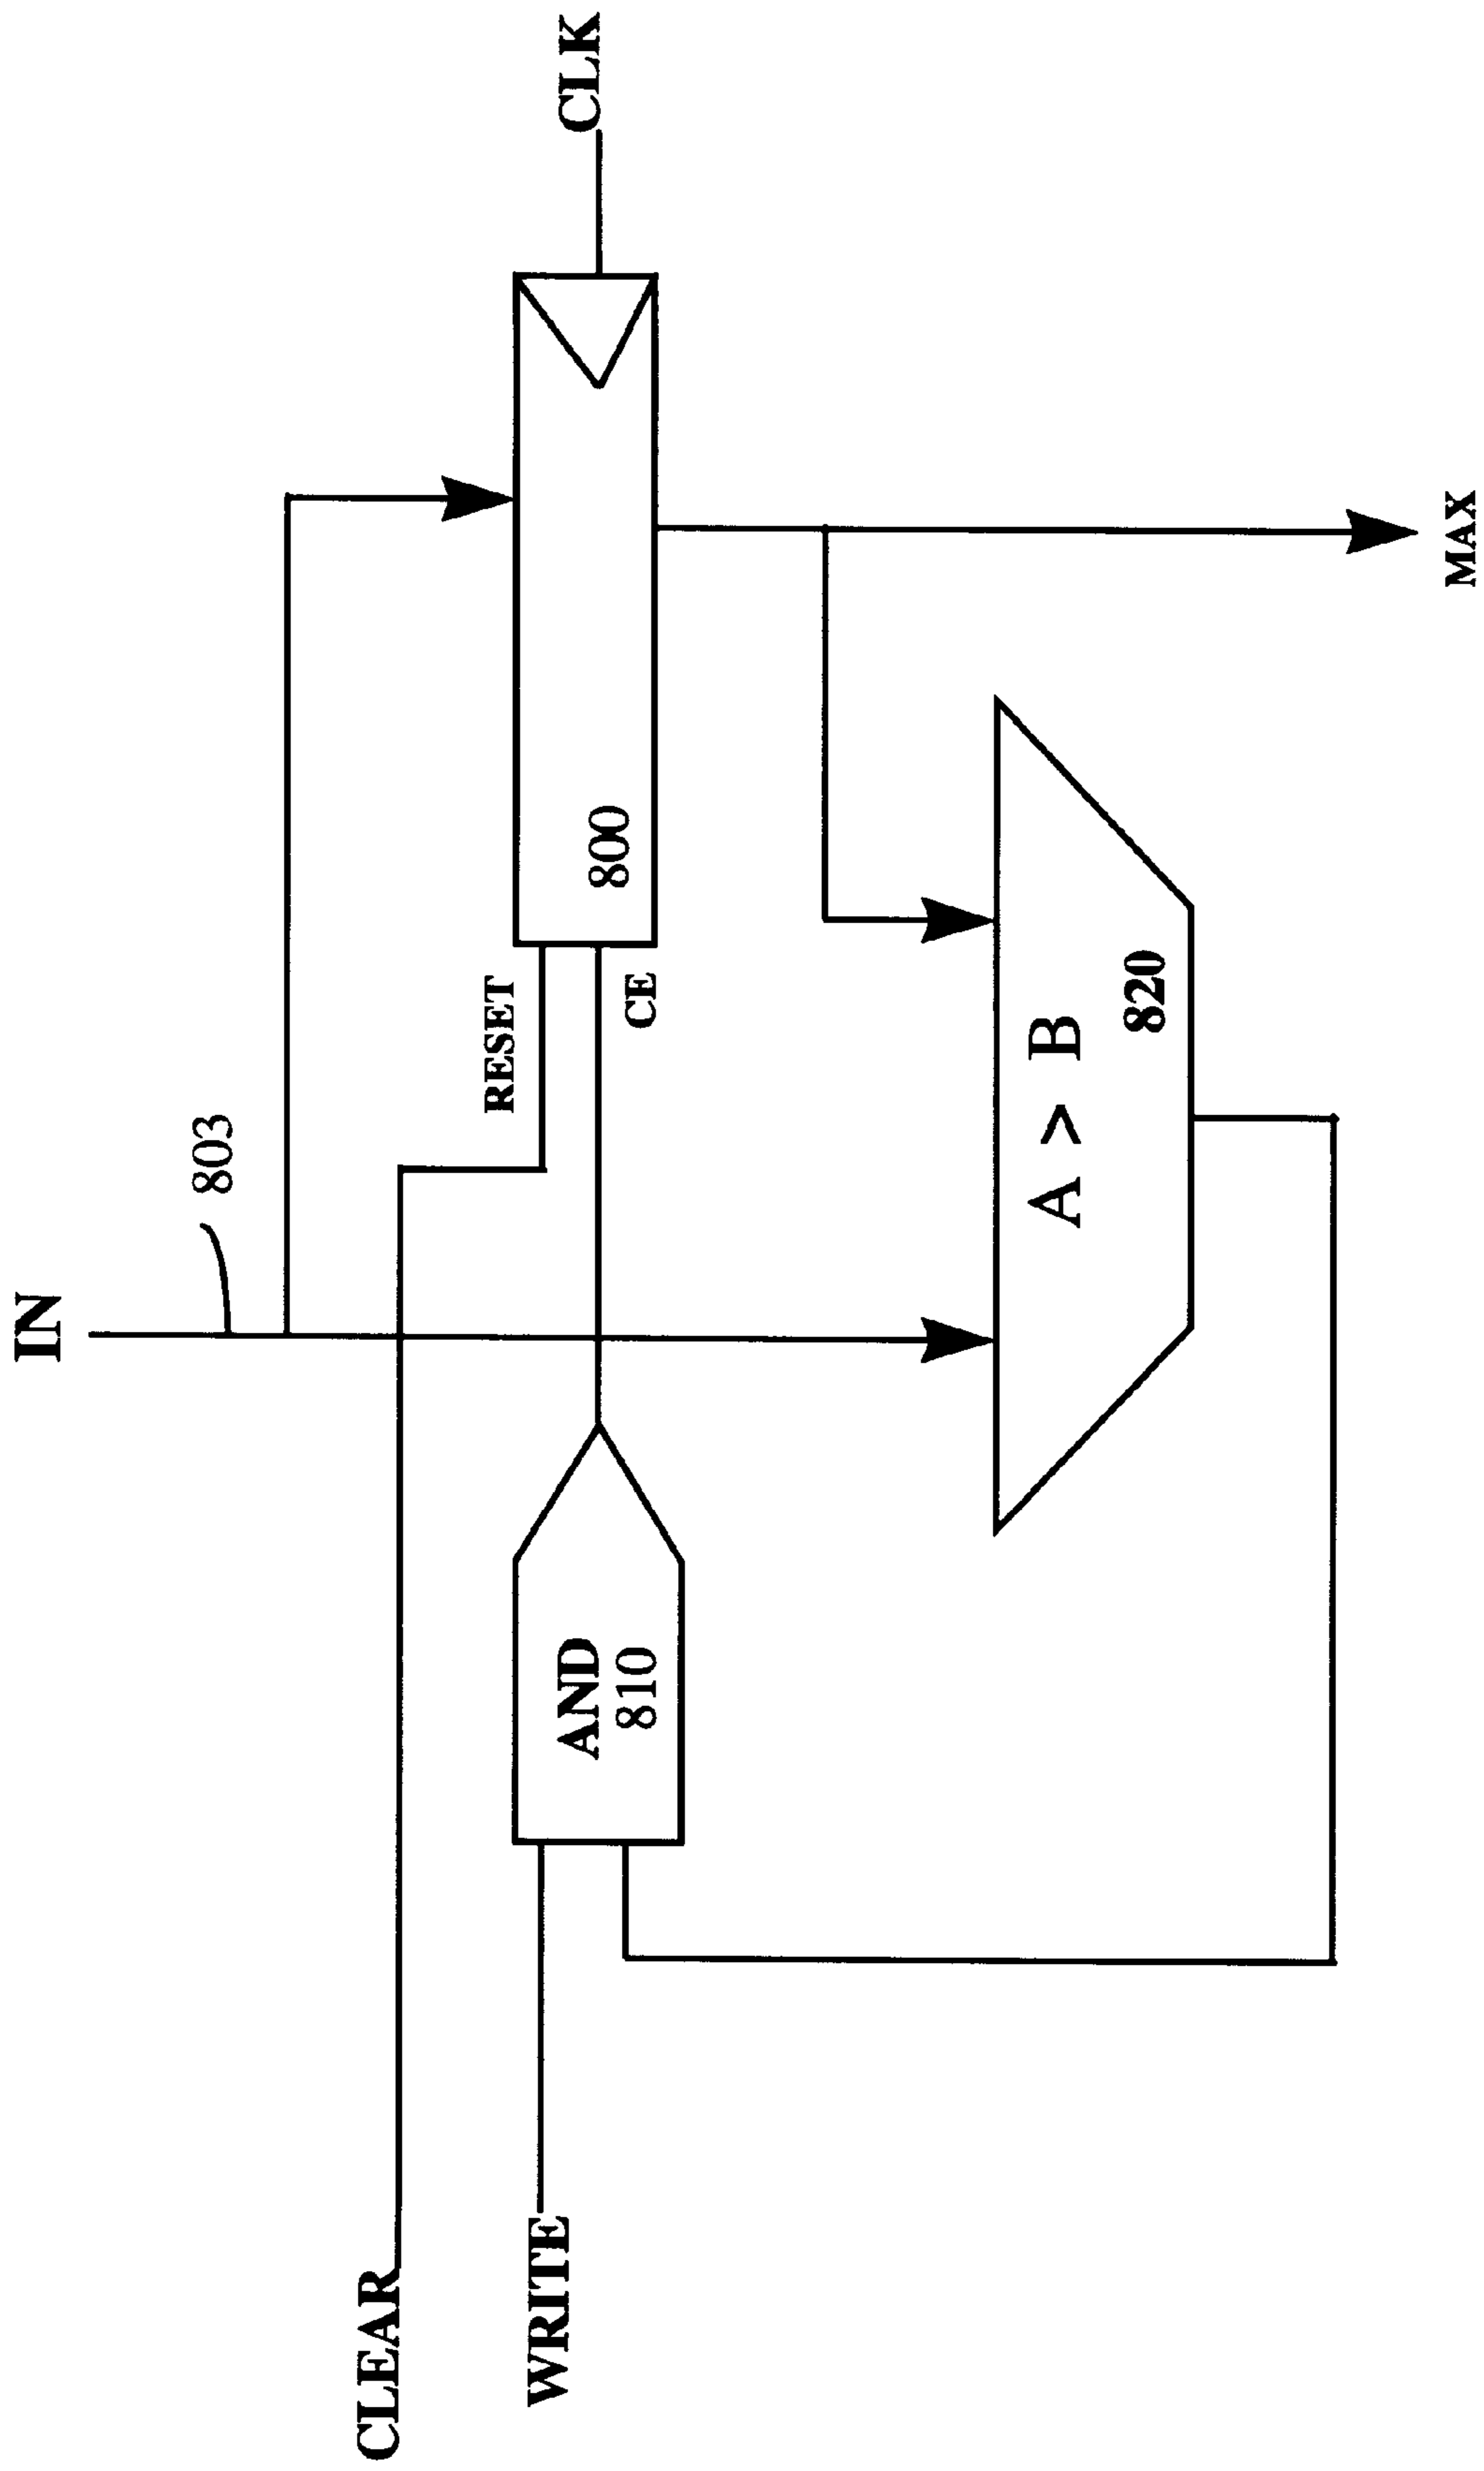 IN
803
CLEAR
RESET
WRITE
AND
810
CE
800
CLK
A > B
820
MAX